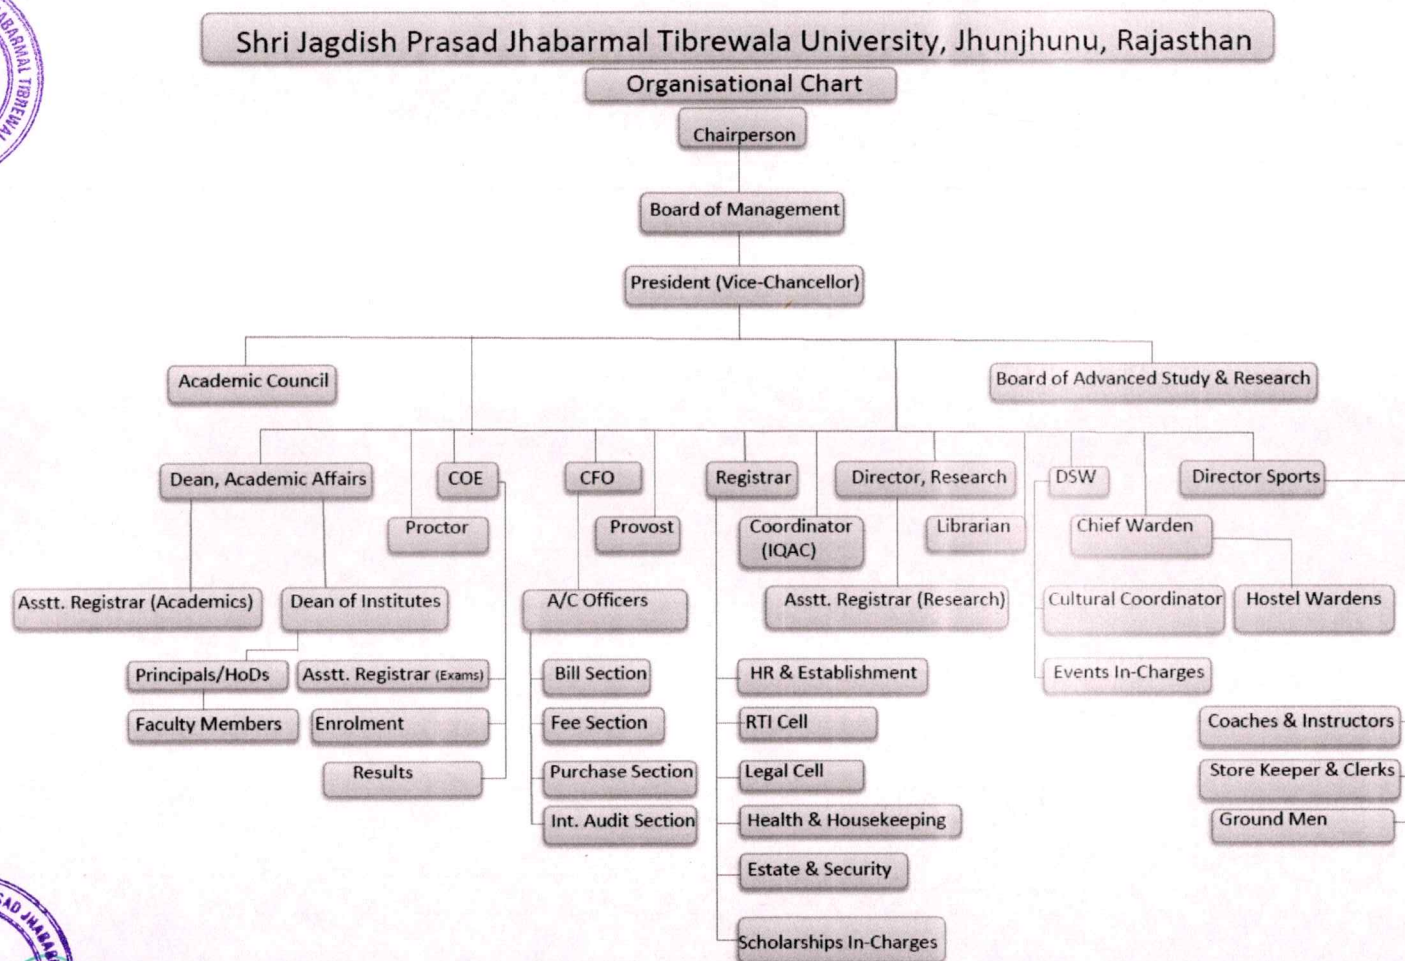 ABARMAL TIBREWAL
Shri Jagdish Prasad Jhabarmal Tibrewala University, Jhunjhunu, Rajasthan
Organisational Chart
Chairperson
Board of Management
President (Vice-Chancellor)
Academic Council
Board of Advanced Study & Research
Dean, Academic Affairs
COE
CFO
Registrar
Director, Research
DSW
Director Sports
Proctor
Provost
Coordinator
(IQAC)
Librarian
Chief Warden
Asstt. Registrar (Academics)
Dean of Institutes
A/C Officers
Asstt. Registrar (Research)
Cultural Coordinator
Hostel Wardens
Principals/HoDs
Asstt. Registrar (Exams)
Bill Section
HR & Establishment
Events In-Charges
Faculty Members
Enrolment
Fee Section
RTI Cell
Coaches & Instructors
Results
Purchase Section
Legal Cell
Store Keeper & Clerks
Int. Audit Section
Health & Housekeeping
Ground Men
Estate & Security
Scholarships In-Charges